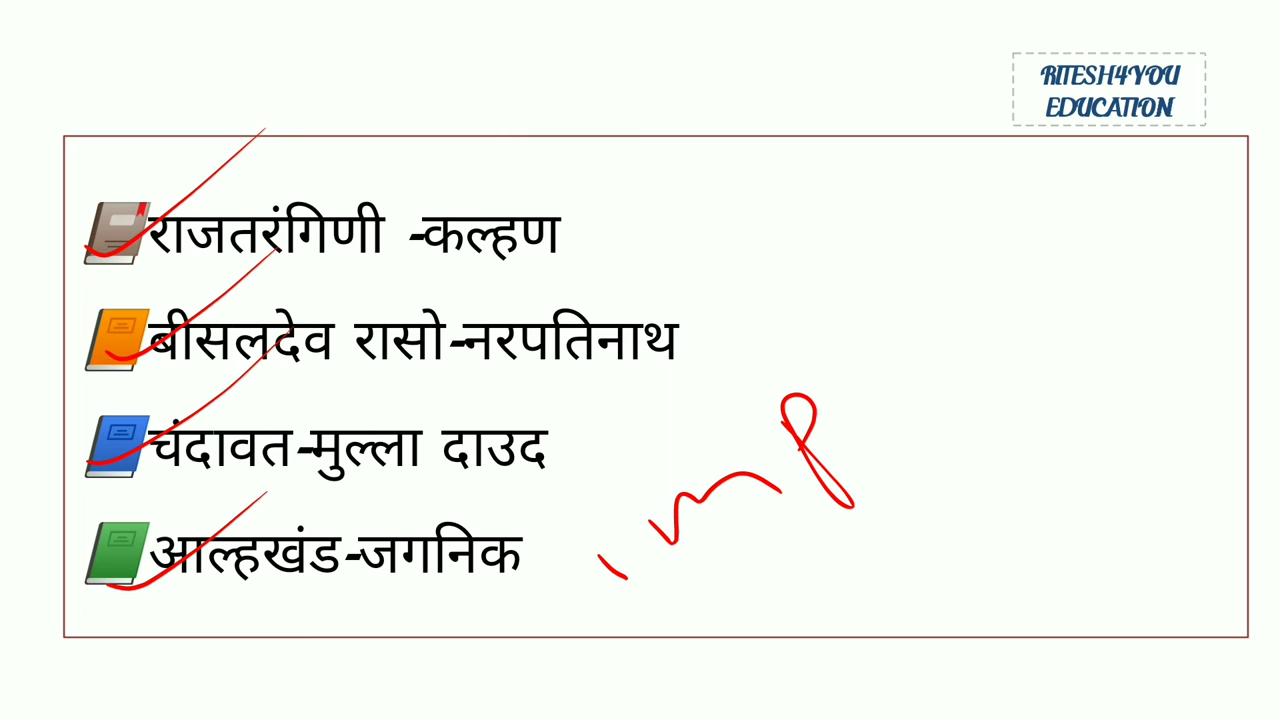 RITESH4YOU
EDUCATION
राजतरंगिणी -कल्हण
बीसलदेव रासो-नरपतिनाथ
चंदावत-मुल्ला दाउद
आल्हखंड-जगनिक
imp